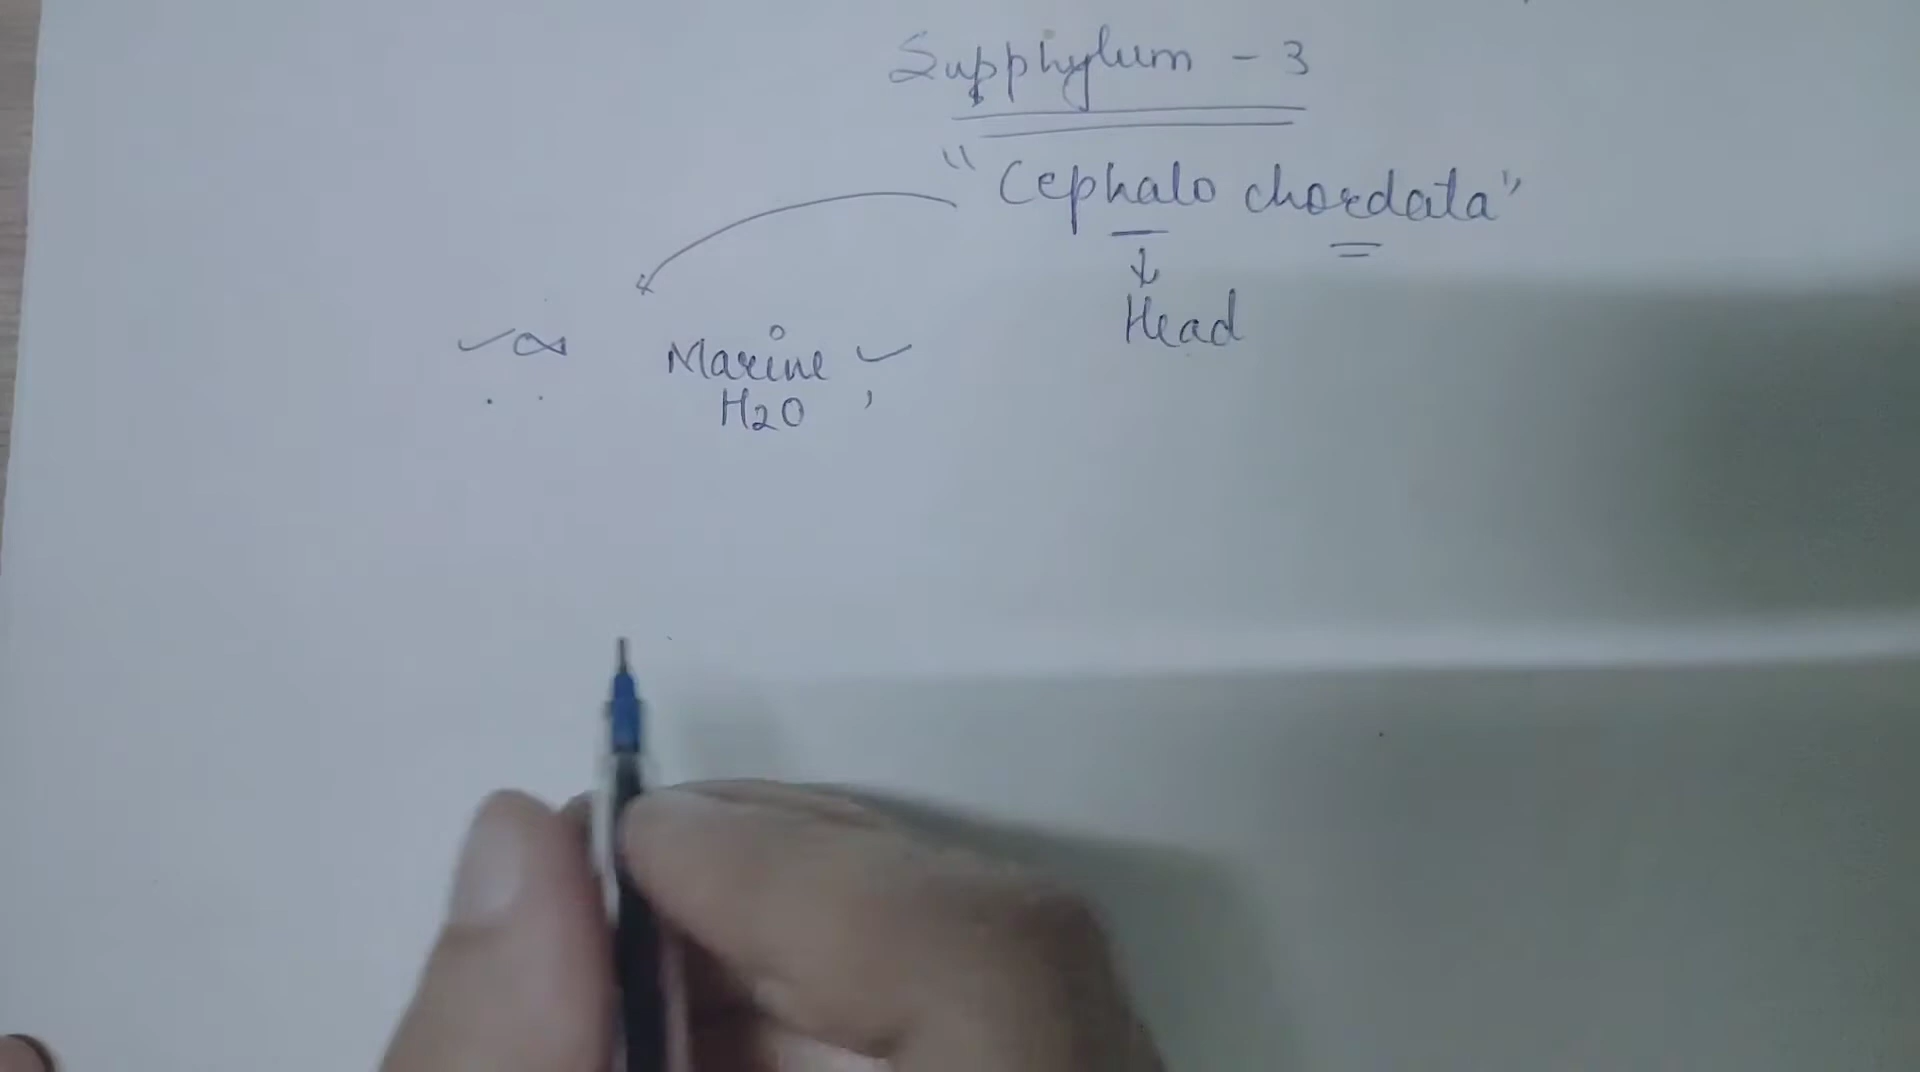 Supphylum - 3
"Cephalo chordata"
↓
Head
Marine
H2O